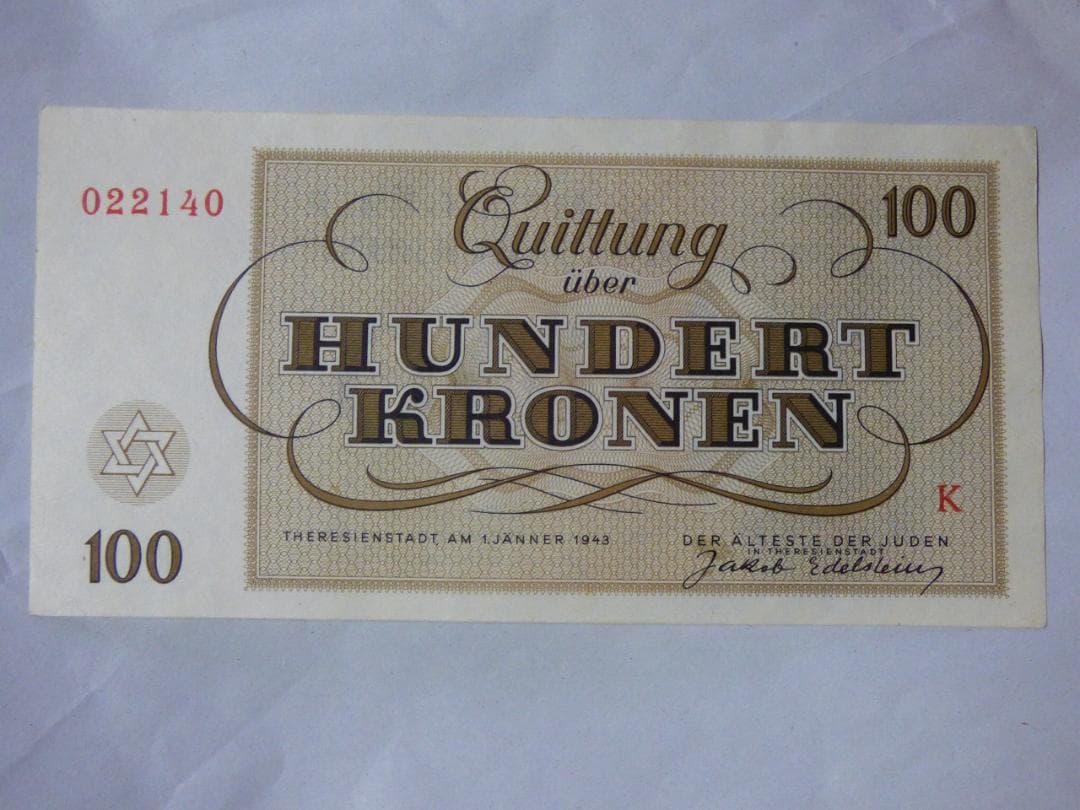 022140
100
Quittung
über
HUNDERT
KRONEN
K
THERESIENSTADT, AM 1. JÄNNER 1943
DER ÄLTESTE DER JUDEN
IN THERESIENSTADT
Jakob Edelstein
100